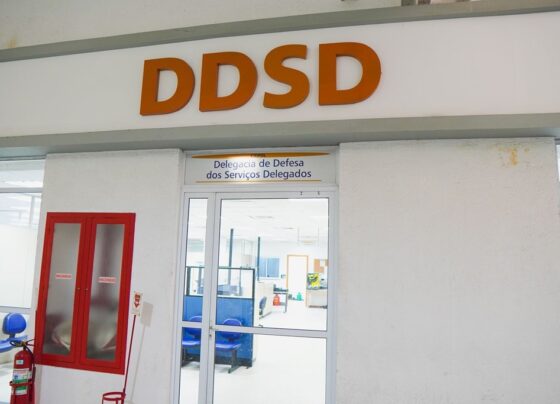 DDSD
Delegacia de Defesa
dos Serviços Delegados